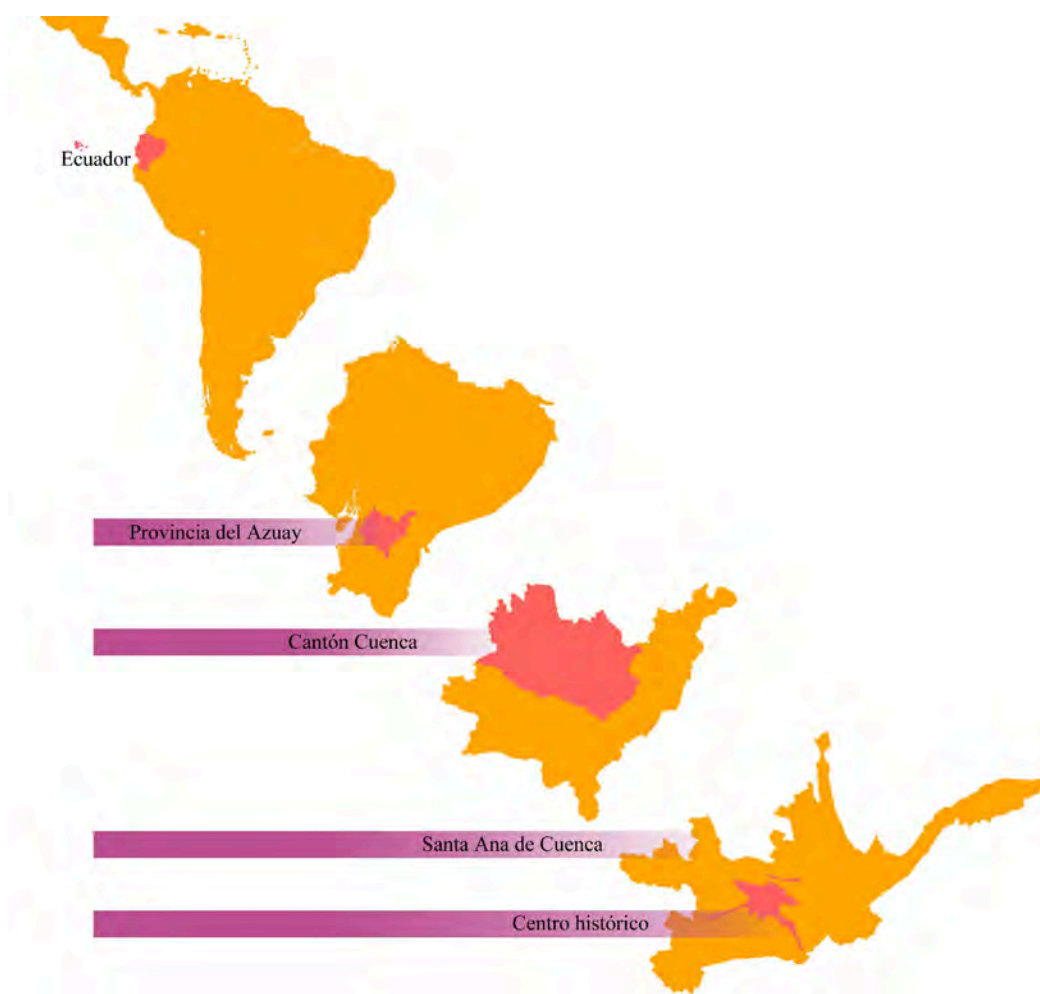 Ecuador
Provincia del Azuay
Cantón Cuenca
Santa Ana de Cuenca
Centro histórico